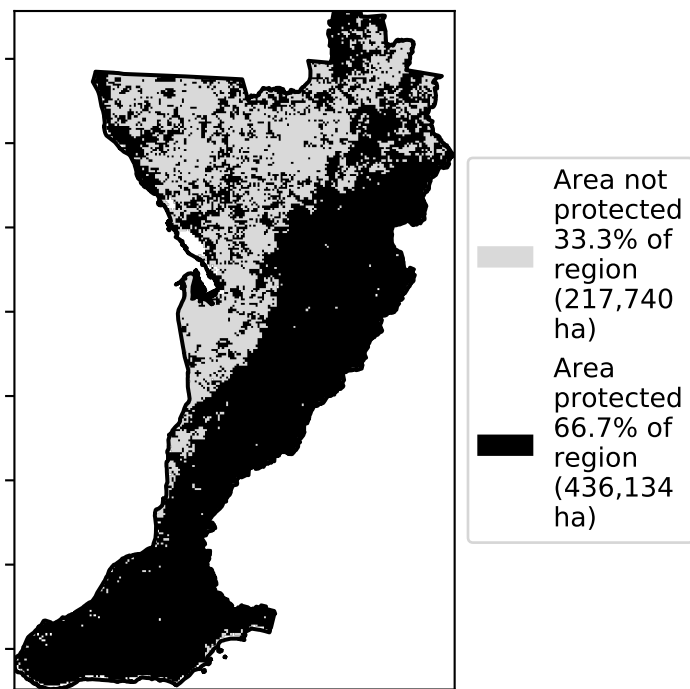 Area not
protected
33.3% of
region
(217,740
ha)
Area
protected
66.7% of
region
(436,134
ha)